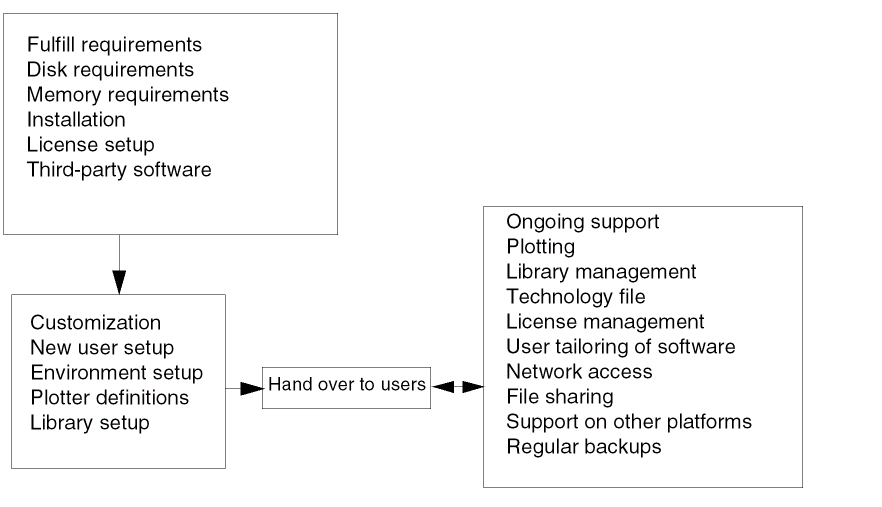 Fulfill requirements
Disk requirements
Memory requirements
Installation
License setup
Third-party software
Customization
New user setup
Environment setup
Plotter definitions
Library setup
Hand over to users
Ongoing support
Plotting
Library management
Technology file
License management
User tailoring of software
Network access
File sharing
Support on other platforms
Regular backups